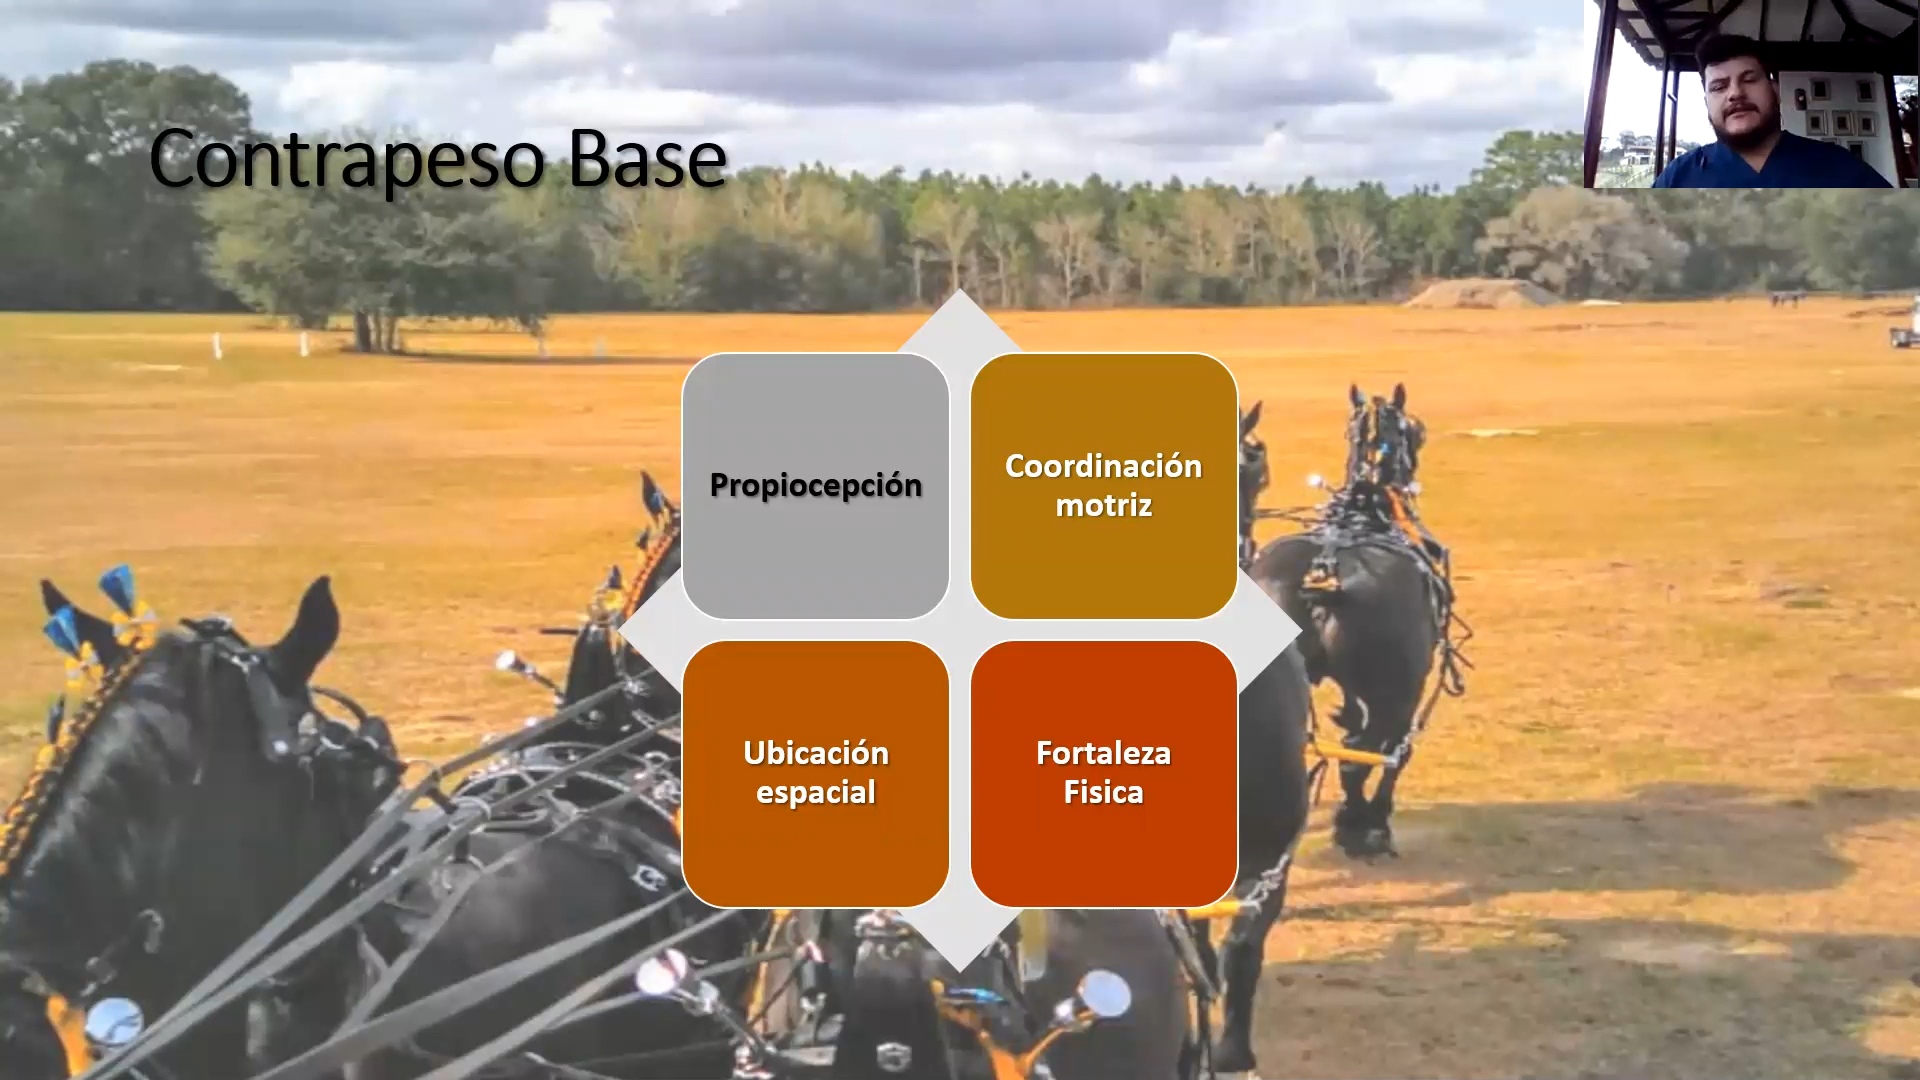 Contrapeso Base
Propiocepción
Coordinación
motriz
Ubicación
espacial
Fortaleza
Fisica